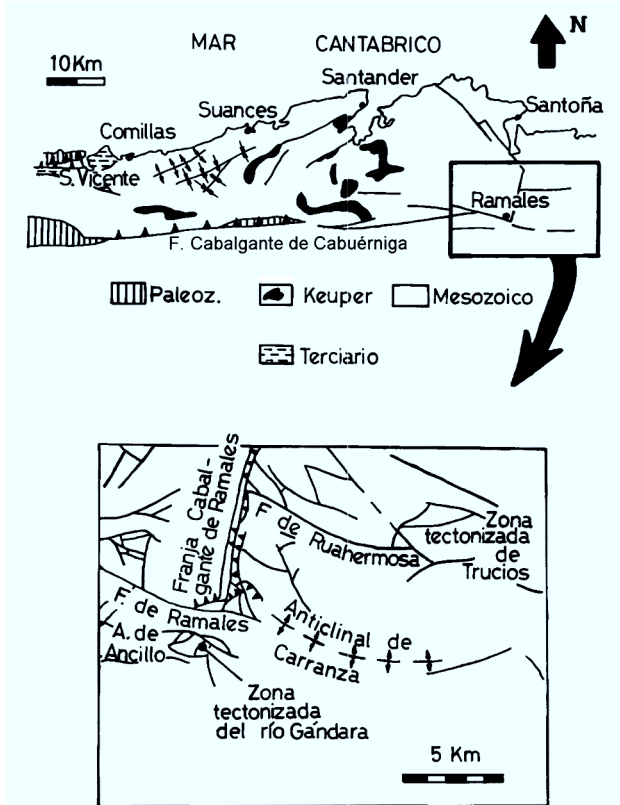 MAR CANTABRICO
N
10Km
Santander
Suances
Santoña
Comillas
S. Vicente
Ramales
F. Cabalgante de Cabuérniga
Paleoz.
Keuper
Mesozoico
Terciario
Franja Cabal-
gante de Ramales
F. de Ruahermosa
Zona
tectonizada
de
Trucios
F. de Ramales
Anticlinal de
Carranza
A. de
Ancillo
Zona
tectonizada
del río Gándara
5 Km